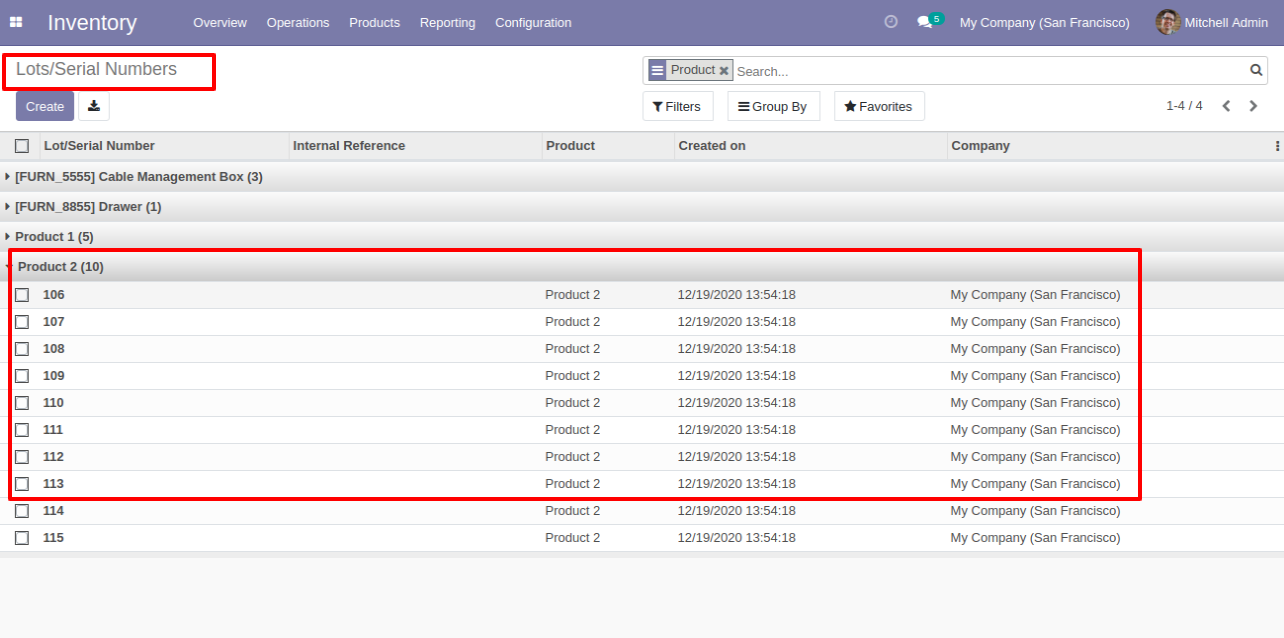 Inventory Overview Operations Products Reporting Configuration 5 My Company (San Francisco) Mitchell Admin
Lots/Serial Numbers
Product Search...
Create
Filters Group By Favorites 1-4 / 4
Lot/Serial Number Internal Reference Product Created on Company
[FURN_5555] Cable Management Box (3)
[FURN_8855] Drawer (1)
Product 1 (5)
Product 2 (10)
106 Product 2 12/19/2020 13:54:18 My Company (San Francisco)
107 Product 2 12/19/2020 13:54:18 My Company (San Francisco)
108 Product 2 12/19/2020 13:54:18 My Company (San Francisco)
109 Product 2 12/19/2020 13:54:18 My Company (San Francisco)
110 Product 2 12/19/2020 13:54:18 My Company (San Francisco)
111 Product 2 12/19/2020 13:54:18 My Company (San Francisco)
112 Product 2 12/19/2020 13:54:18 My Company (San Francisco)
113 Product 2 12/19/2020 13:54:18 My Company (San Francisco)
114 Product 2 12/19/2020 13:54:18 My Company (San Francisco)
115 Product 2 12/19/2020 13:54:18 My Company (San Francisco)